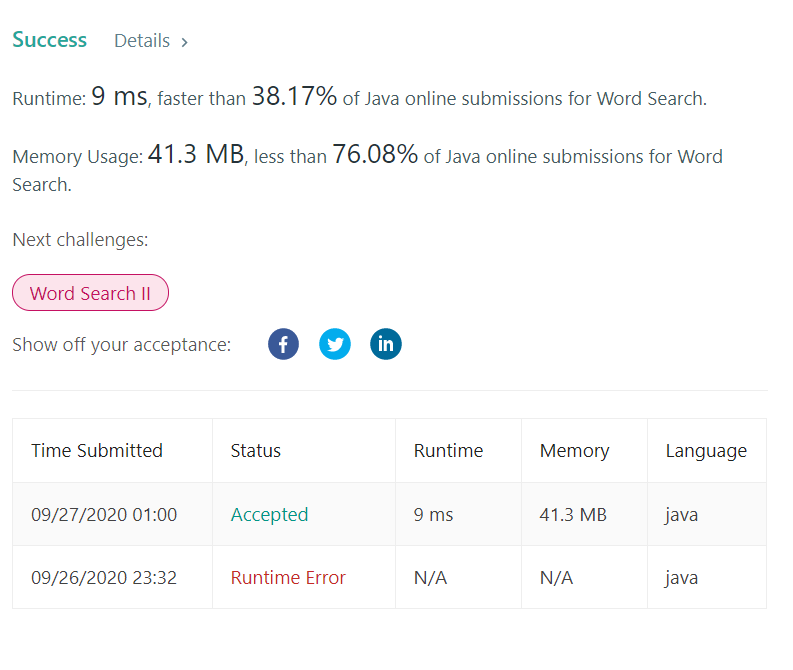 Success Details >
Runtime: 9 ms, faster than 38.17% of Java online submissions for Word Search.
Memory Usage: 41.3 MB, less than 76.08% of Java online submissions for Word
Search.
Next challenges:
Word Search II
Show off your acceptance: f in
Time Submitted Status Runtime Memory Language
09/27/2020 01:00 Accepted 9 ms 41.3 MB java
09/26/2020 23:32 Runtime Error N/A N/A java